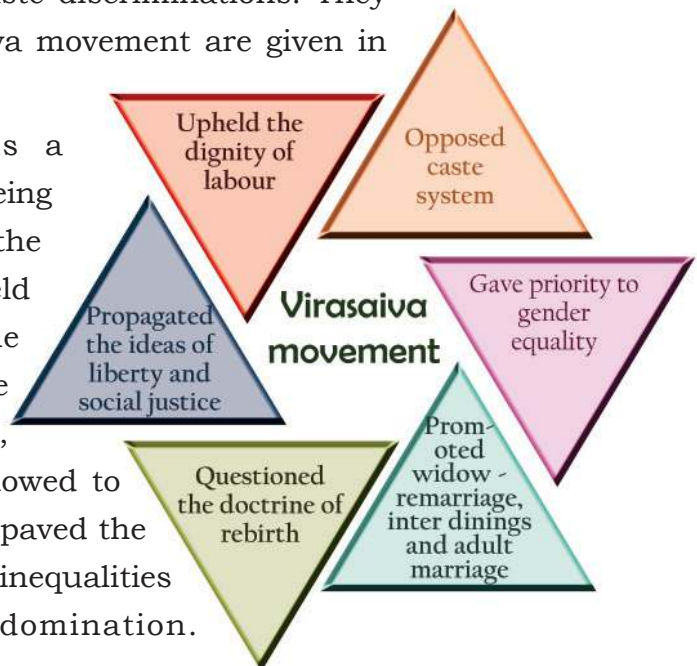 ste discriminations. They
va movement are given in
s a
eing
the
eld
e
e
,
lowed to
paved the
inequalities
domination.
Upheld the
dignity of
labour
Opposed
caste
system
Propagated
the ideas of
liberty and
social justice
Virasaiva
movement
Gave priority to
gender
equality
Questioned
the doctrine of
rebirth
Prom-
oted
widow -
remarriage,
inter dinings
and adult
marriage